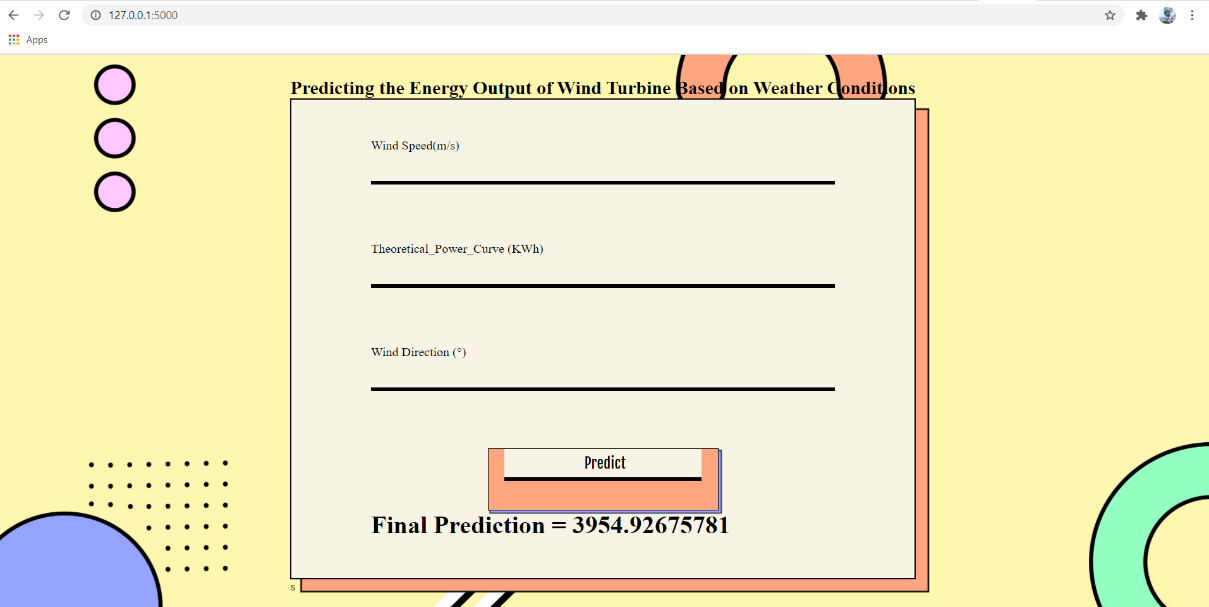 127.0.0.1:5000
Apps
Predicting the Energy Output of Wind Turbine Based on Weather Conditions
Wind Speed(m/s)
Theoretical_Power_Curve (KWh)
Wind Direction (°)
Predict
Final Prediction = 3954.92675781
s